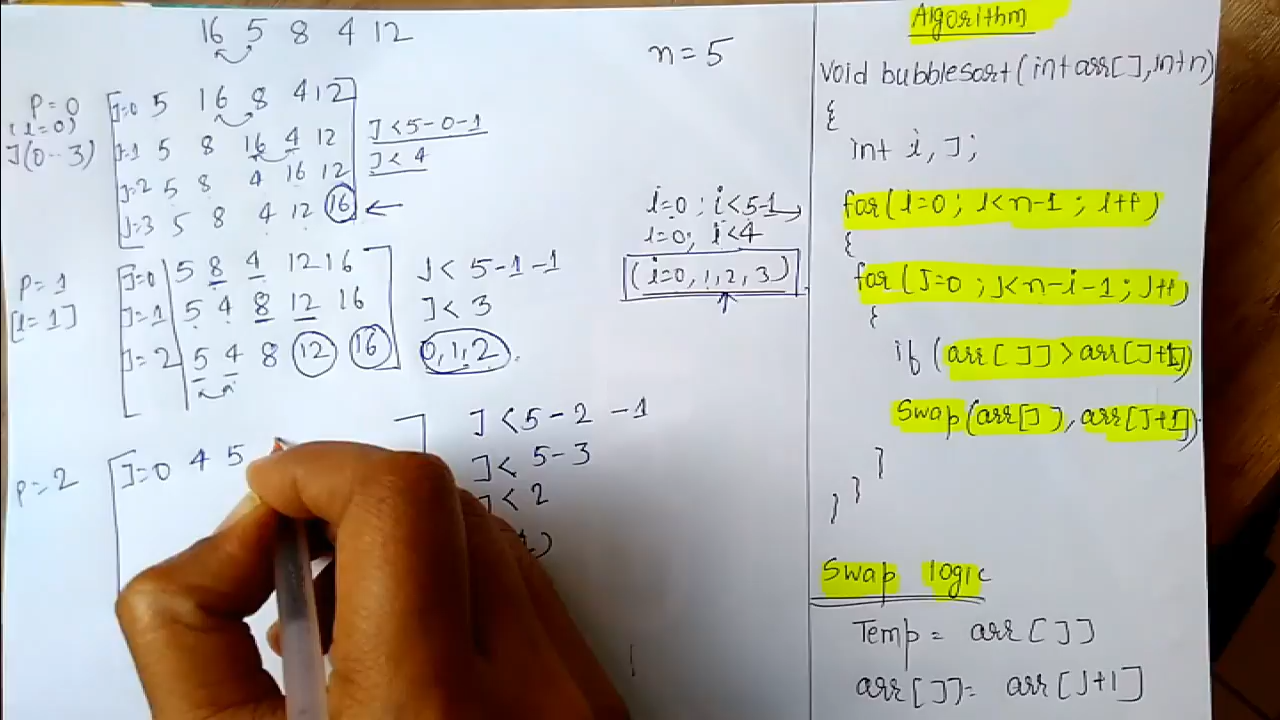 16 5 8 4 12
n = 5
P = 0
(i=0)
J(0--3)
J=0 5 16 8 4 12
J=1 5 8 16 4 12
J=2 5 8 4 16 12
J=3 5 8 4 12 16
J<5-0-1
J<4
i=0; i<5-1
i=0; i<4
(i=0,1,2,3)
P = 1
[i=1]
J=0 5 8 4 12 16
J=1 5 4 8 12 16
J=2 5 4 8 12 16
J< 5-1-1
J<3
0,1,2.
P=2
J=0 4 5
J<5-2-1
J< 5-3
J<2
Algorithm
void bubblesort(int arr[], int n)
{
int i, J;
for(i=0; i<n-1; i++)
{
for(J=0; J<n-i-1; J++)
{
if (arr[J]>arr[J+1])
Swap(arr[J], arr[J+1]).
}
}
}
Swap logic
Temp = arr[J]
arr[J]= arr[J+1]